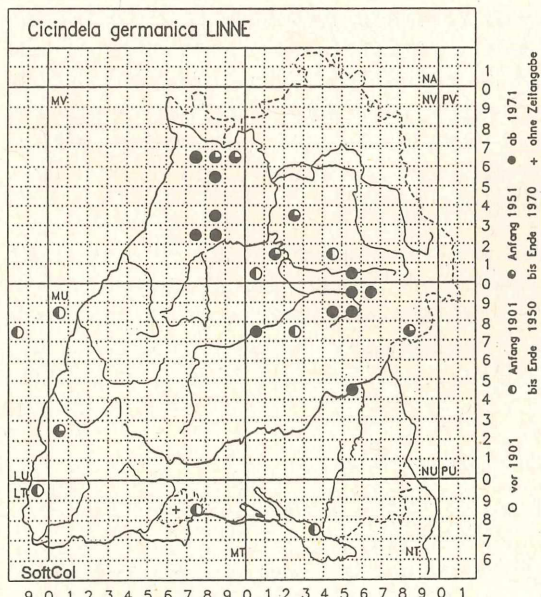 Cicindela germanica LINNE
NA
MV
NV PV
MU
LU
LT
NU PU
MT
NT
SoftCol
1
0
9
8
7
6
5
4
3
2
1
0
9
8
7
6
5
4
3
2
1
0
9
8
7
6
9 0 1 2 3 4 5 6 7 8 9 0 1 2 3 4 5 6 7 8 9 0 1
○ vor 1901
Anfang 1901
bis Ende 1950
Anfang 1951
bis Ende 1970
● ab 1971
+ ohne Zeitangabe